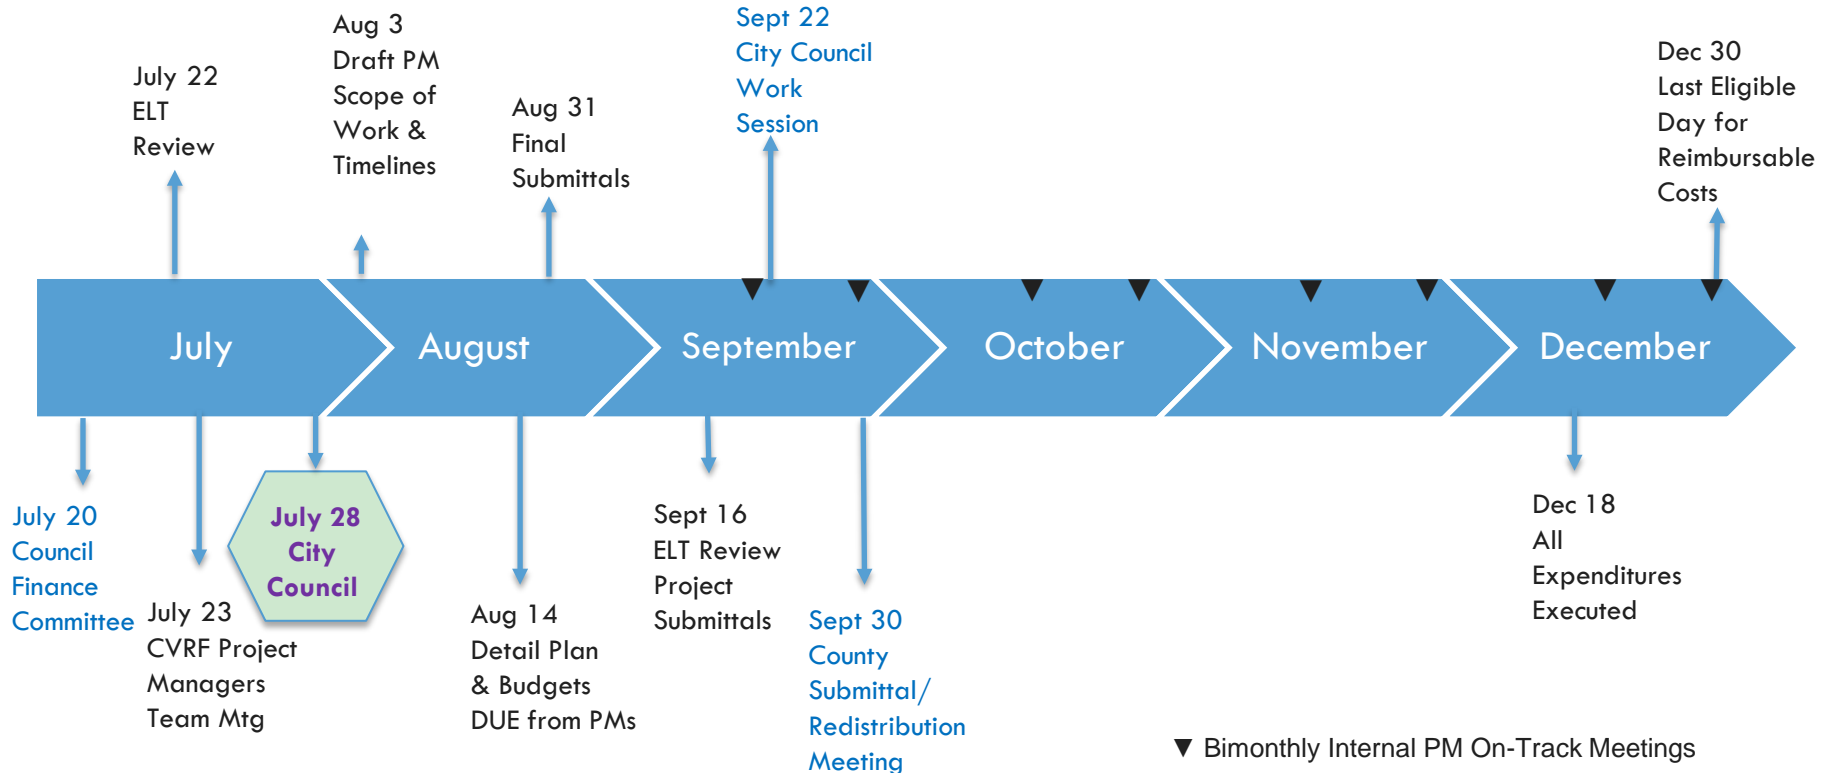 July 22
ELT
Review
Aug 3
Draft PM
Scope of
Work &
Timelines
Aug 31
Final
Submittals
Sept 22
City Council
Work
Session
Dec 30
Last Eligible
Day for
Reimbursable
Costs
July
August
September
October
November
December
July 20
Council
Finance
Committee
July 23
CVRF Project
Managers
Team Mtg
July 28
City
Council
Aug 14
Detail Plan
& Budgets
DUE from PMs
Sept 16
ELT Review
Project
Submittals
Sept 30
County
Submittal/
Redistribution
Meeting
Dec 18
All
Expenditures
Executed
▼ Bimonthly Internal PM On-Track Meetings